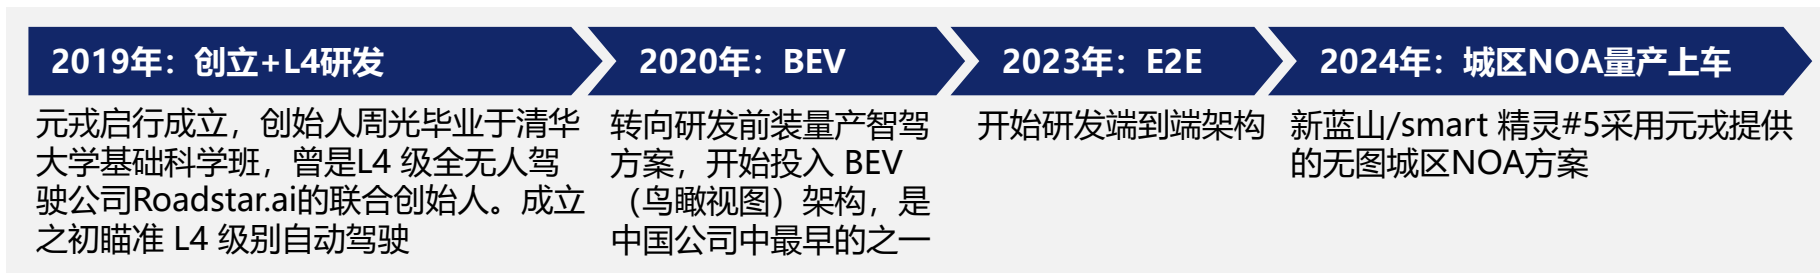 2019年：创立+L4研发
元戎启行成立，创始人周光毕业于清华
大学基础科学班，曾是L4 级全无人驾
驶公司Roadstar.ai的联合创始人。成立
之初瞄准 L4 级别自动驾驶
2020年：BEV
转向研发前装量产智驾
方案，开始投入 BEV
（鸟瞰视图）架构，是
中国公司中最早的之一
2023年：E2E
开始研发端到端架构
2024年：城区NOA量产上车
新蓝山/smart 精灵#5采用元戎提供
的无图城区NOA方案